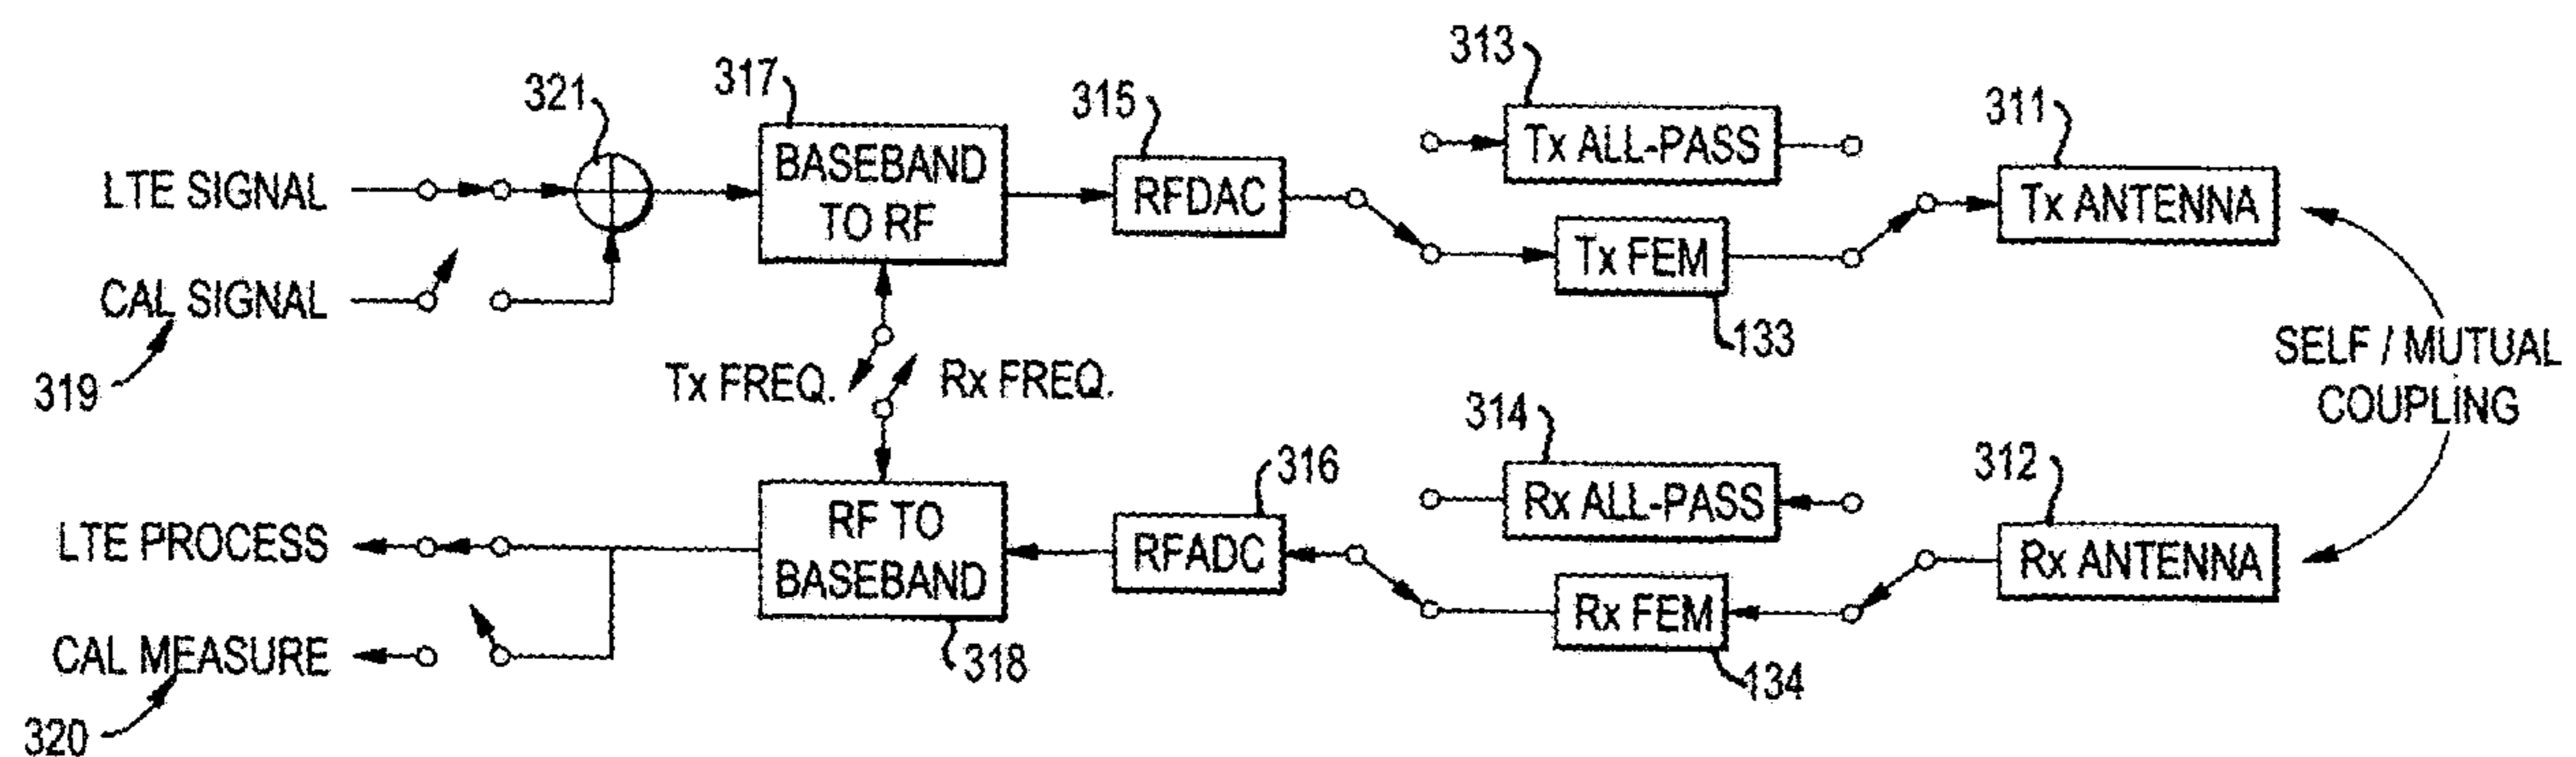 313
317
321
315
311
LTE SIGNAL
BASEBAND
TO RF
RFDAC
Tx ALL-PASS
Tx FEM
Tx ANTENNA
CAL SIGNAL
319
133
Tx FREQ.
Rx FREQ.
SELF / MUTUAL
COUPLING
314
316
312
LTE PROCESS
RF TO
BASEBAND
RFADC
Rx ALL-PASS
Rx FEM
Rx ANTENNA
CAL MEASURE
320
318
134